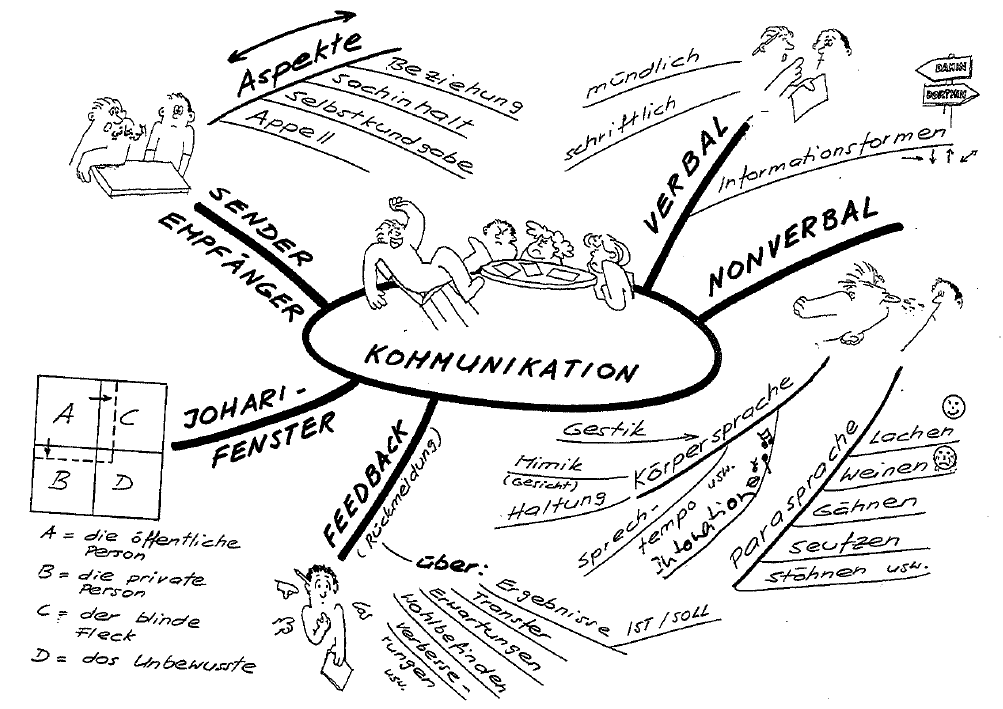 Aspekte
Beziehung
Sachinhalt
Selbstkundgabe
Appell
SENDER
EMPFÄNGER
mündlich
schriftlich
VERBAL
DAHIN
DORTHIN
Informationsformen
NONVERBAL
KOMMUNIKATION
JOHARI-
FENSTER
A
C
B
D
A = die öffentliche
Person
B = die private
Person
C = der blinde
Fleck
D = das Unbewusste
FEEDBACK
(Rückmeldung)
über:
Ergebnisse
IST/SOLL
Transfer
Erwartungen
Wohlbefinden
Verbesse-
rungen
usw.
Gestik
Mimik
(Gesicht)
Haltung
Körpersprache
Sprech-
tempo usw.
Intonation
Parasprache
Lachen
Weinen
Gähnen
Seufzen
Stöhnen usw.